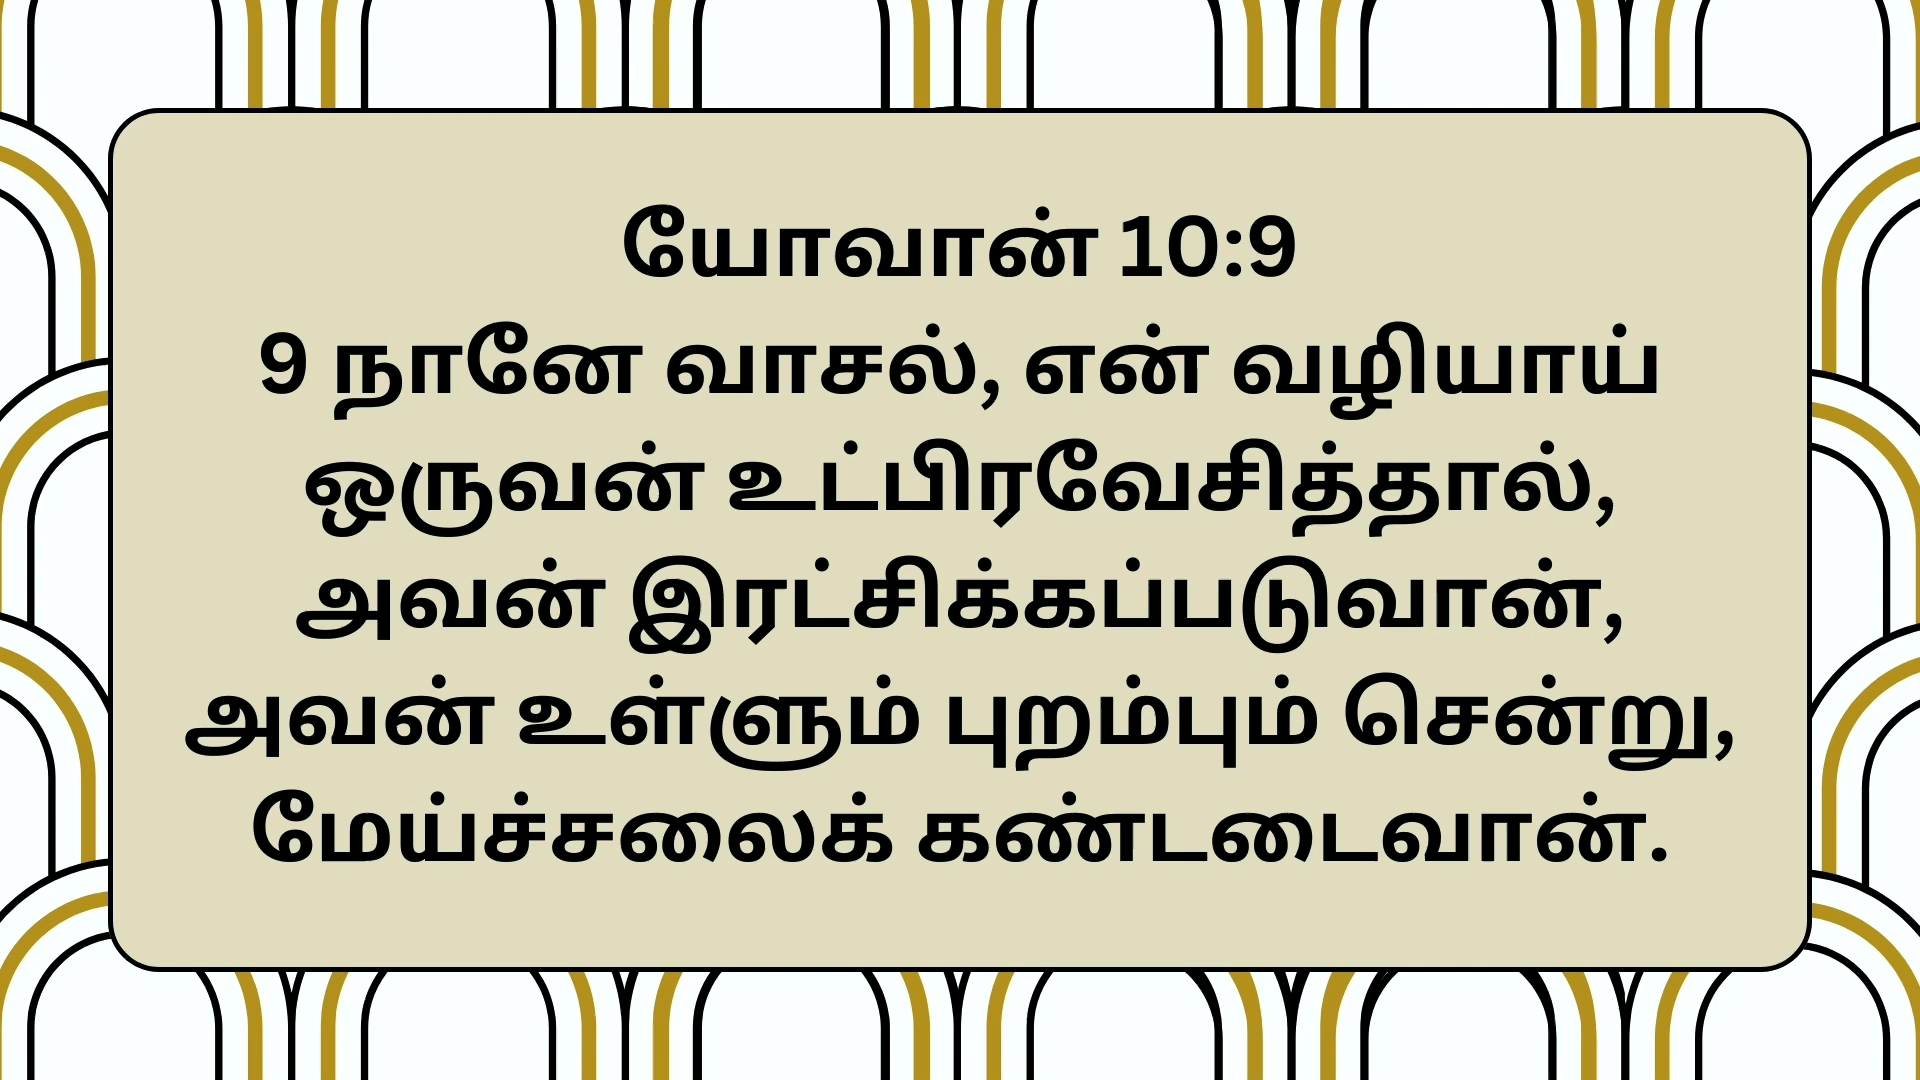 யோவான் 10:9
9 நானே வாசல், என் வழியாய்
ஒருவன் உட்பிரவேசித்தால்,
அவன் இரட்சிக்கப்படுவான்,
அவன் உள்ளும் புறம்பும் சென்று,
மேய்ச்சலைக் கண்டடைவான்.